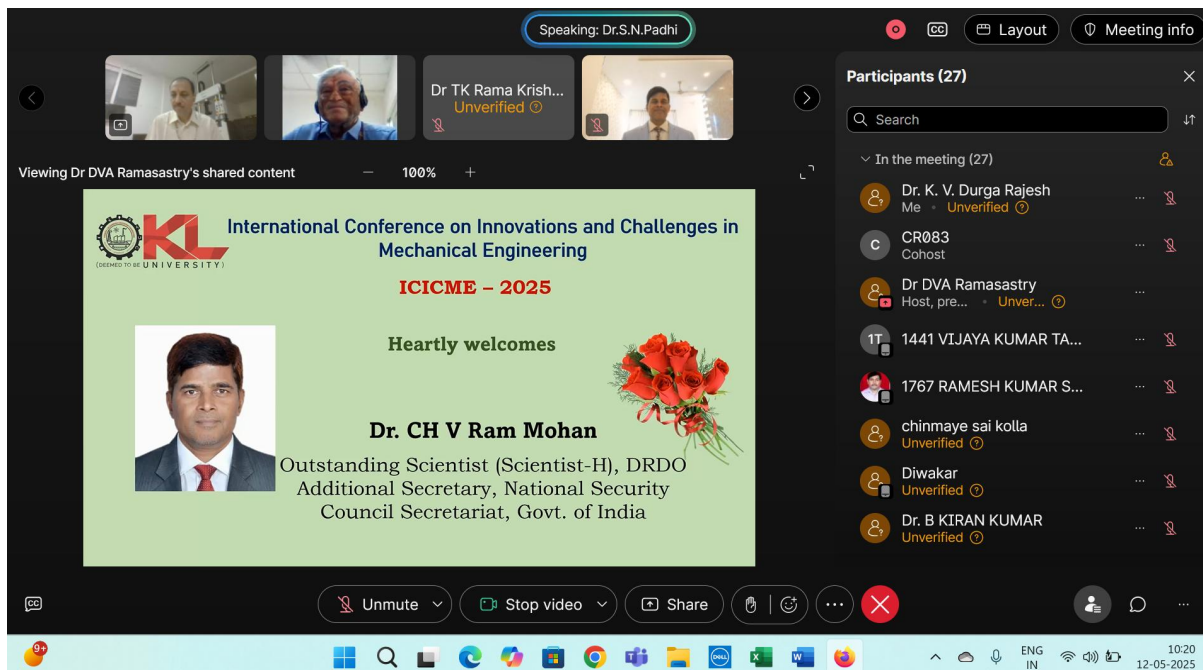 Speaking: Dr.S.N.Padhi
CC
Layout
Meeting info
Dr TK Rama Krish...
Unverified
Viewing Dr DVA Ramasastry's shared content
100%
KL
(DEEMED TO BE UNIVERSITY)
International Conference on Innovations and Challenges in
Mechanical Engineering
ICICME – 2025
Heartly welcomes
Dr. CH V Ram Mohan
Outstanding Scientist (Scientist-H), DRDO
Additional Secretary, National Security
Council Secretariat, Govt. of India
Participants (27)
Search
In the meeting (27)
Dr. K. V. Durga Rajesh
Me • Unverified
C
CR083
Cohost
Dr DVA Ramasastry
Host, pre... • Unver...
1T
1441 VIJAYA KUMAR TA...
1767 RAMESH KUMAR S...
chinmaye sai kolla
Unverified
Diwakar
Unverified
Dr. B KIRAN KUMAR
Unverified
CC
Unmute
Stop video
Share
9+
DELL
ENG
IN
10:20
12-05-202